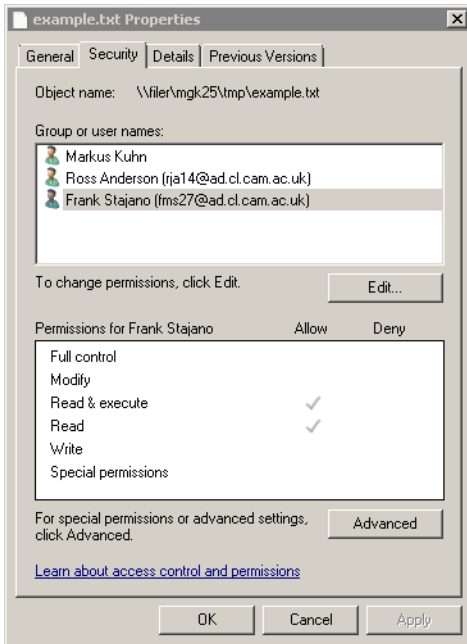 example.txt Properties
General Security Details Previous Versions
Object name: \\filer\mgk25\tmp\example.txt
Group or user names:
Markus Kuhn
Ross Anderson (rja14@ad.cl.cam.ac.uk)
Frank Stajano (fms27@ad.cl.cam.ac.uk)
To change permissions, click Edit.
Edit...
Permissions for Frank Stajano Allow Deny
Full control
Modify
Read & execute
Read
Write
Special permissions
For special permissions or advanced settings,
click Advanced.
Advanced
Learn about access control and permissions
OK Cancel Apply